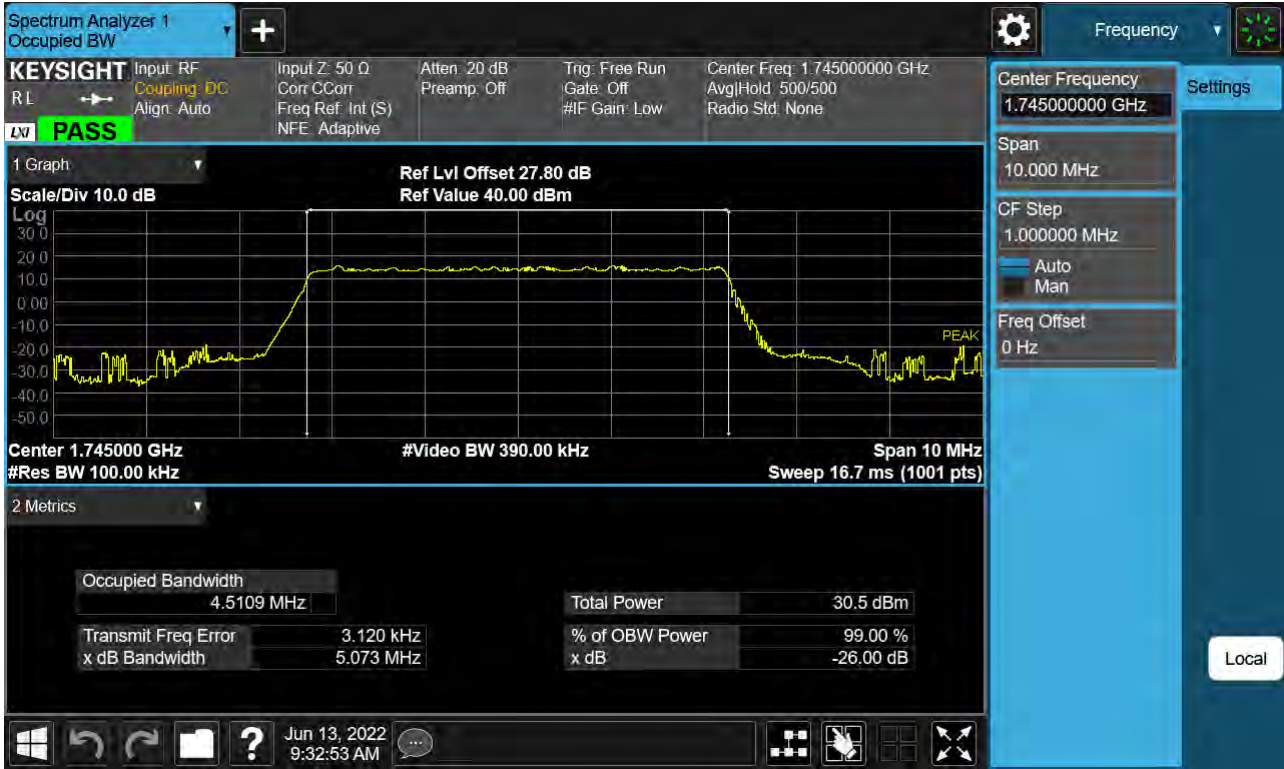 Spectrum Analyzer 1
Occupied BW
+
Frequency
KEYSIGHT
RL
LXI
PASS
Input: RF
Coupling: DC
Align: Auto
Input Z: 50 Ω
Corr CCorr
Freq Ref: Int (S)
NFE: Adaptive
Atten: 20 dB
Preamp: Off
Trig: Free Run
Gate: Off
#IF Gain: Low
Center Freq: 1.745000000 GHz
Avg|Hold: 500/500
Radio Std: None
1 Graph
Scale/Div 10.0 dB
Ref Lvl Offset 27.80 dB
Ref Value 40.00 dBm
Log
30.0
20.0
10.0
0.00
-10.0
-20.0
-30.0
-40.0
-50.0
PEAK
Center 1.745000 GHz
#Video BW 390.00 kHz
Span 10 MHz
#Res BW 100.00 kHz
Sweep 16.7 ms (1001 pts)
2 Metrics
Occupied Bandwidth
4.5109 MHz
Total Power 30.5 dBm
Transmit Freq Error 3.120 kHz
% of OBW Power 99.00 %
x dB Bandwidth 5.073 MHz
x dB -26.00 dB
Center Frequency
1.745000000 GHz
Settings
Span
10.000 MHz
CF Step
1.000000 MHz
Auto
Man
Freq Offset
0 Hz
Local
?
Jun 13, 2022
9:32:53 AM